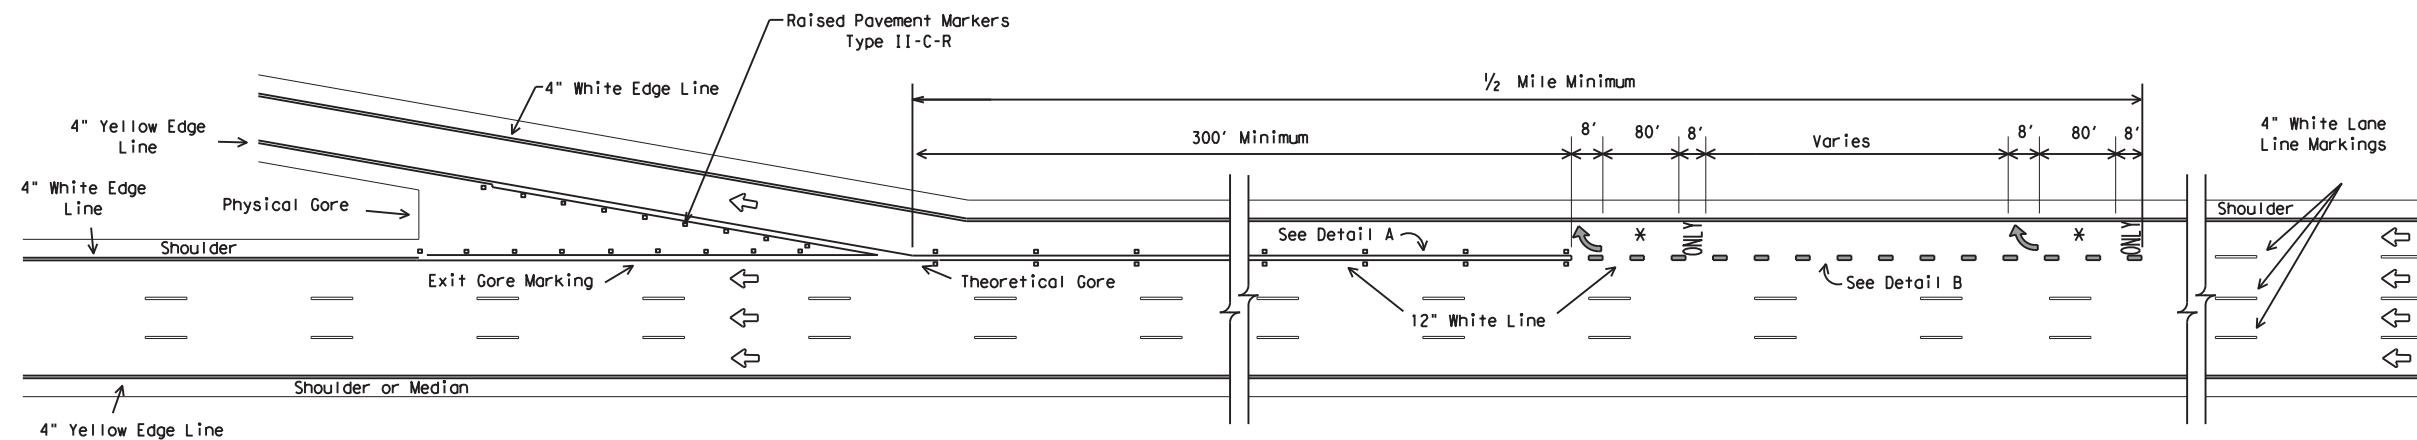 Raised Pavement Markers
Type II-C-R
4" White Edge Line
½ Mile Minimum
4" Yellow Edge
Line
300' Minimum
8'
80'
8'
Varies
8'
80'
8'
4" White Lane
Line Markings
4" White Edge
Line
Physical Gore
Shoulder
Shoulder
See Detail A
*
ONLY
*
ONLY
Exit Gore Marking
Theoretical Gore
See Detail B
12" White Line
Shoulder or Median
4" Yellow Edge Line